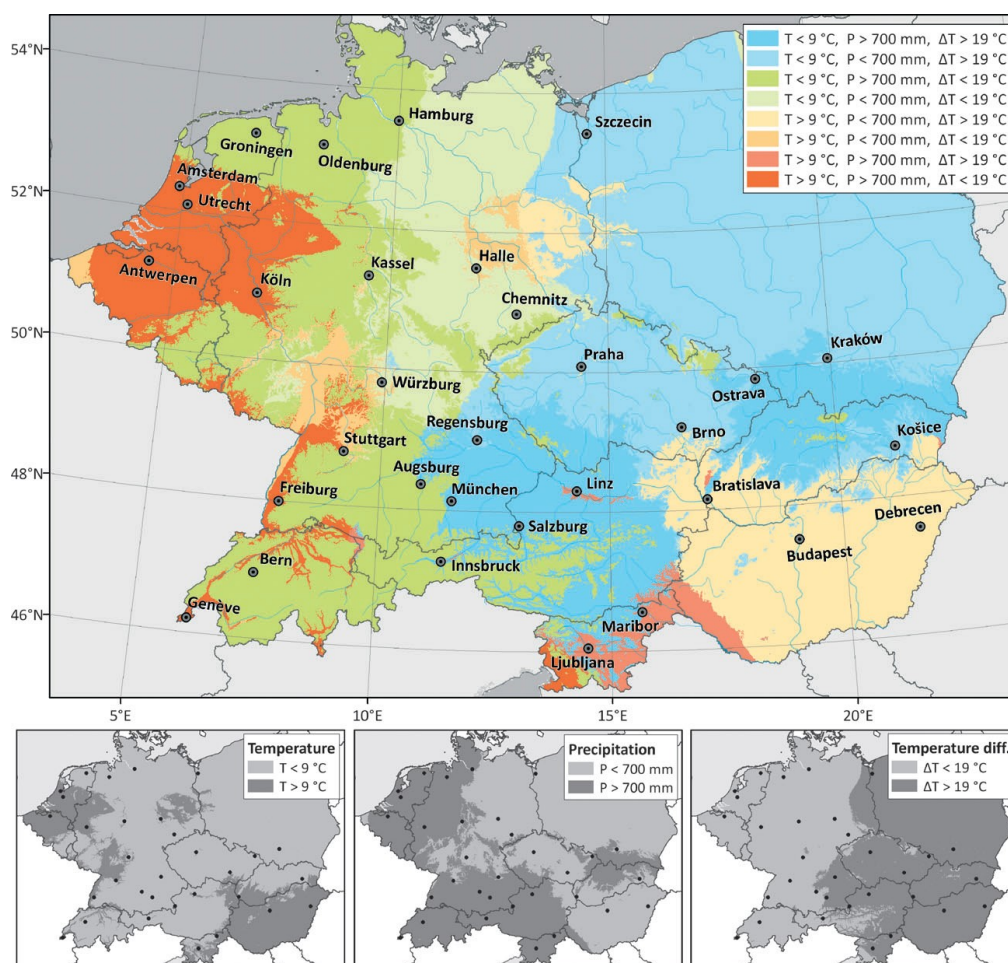 54°N
52°N
50°N
48°N
46°N
5°E
10°E
15°E
20°E
T < 9 °C, P > 700 mm, ΔT > 19 °C
T < 9 °C, P < 700 mm, ΔT > 19 °C
T < 9 °C, P > 700 mm, ΔT < 19 °C
T < 9 °C, P > 700 mm, ΔT < 19 °C
T > 9 °C, P < 700 mm, ΔT > 19 °C
T > 9 °C, P < 700 mm, ΔT < 19 °C
T > 9 °C, P > 700 mm, ΔT > 19 °C
T > 9 °C, P > 700 mm, ΔT < 19 °C
Hamburg
Szczecin
Groningen
Oldenburg
Amsterdam
Utrecht
Antwerpen
Köln
Kassel
Halle
Chemnitz
Praha
Kraków
Ostrava
Würzburg
Regensburg
Brno
Košice
Stuttgart
Augsburg
München
Linz
Bratislava
Freiburg
Salzburg
Debrecen
Budapest
Bern
Innsbruck
Genève
Maribor
Ljubljana
Temperature
T < 9 °C
T > 9 °C
Precipitation
P < 700 mm
P > 700 mm
Temperature diff.
ΔT < 19 °C
ΔT > 19 °C